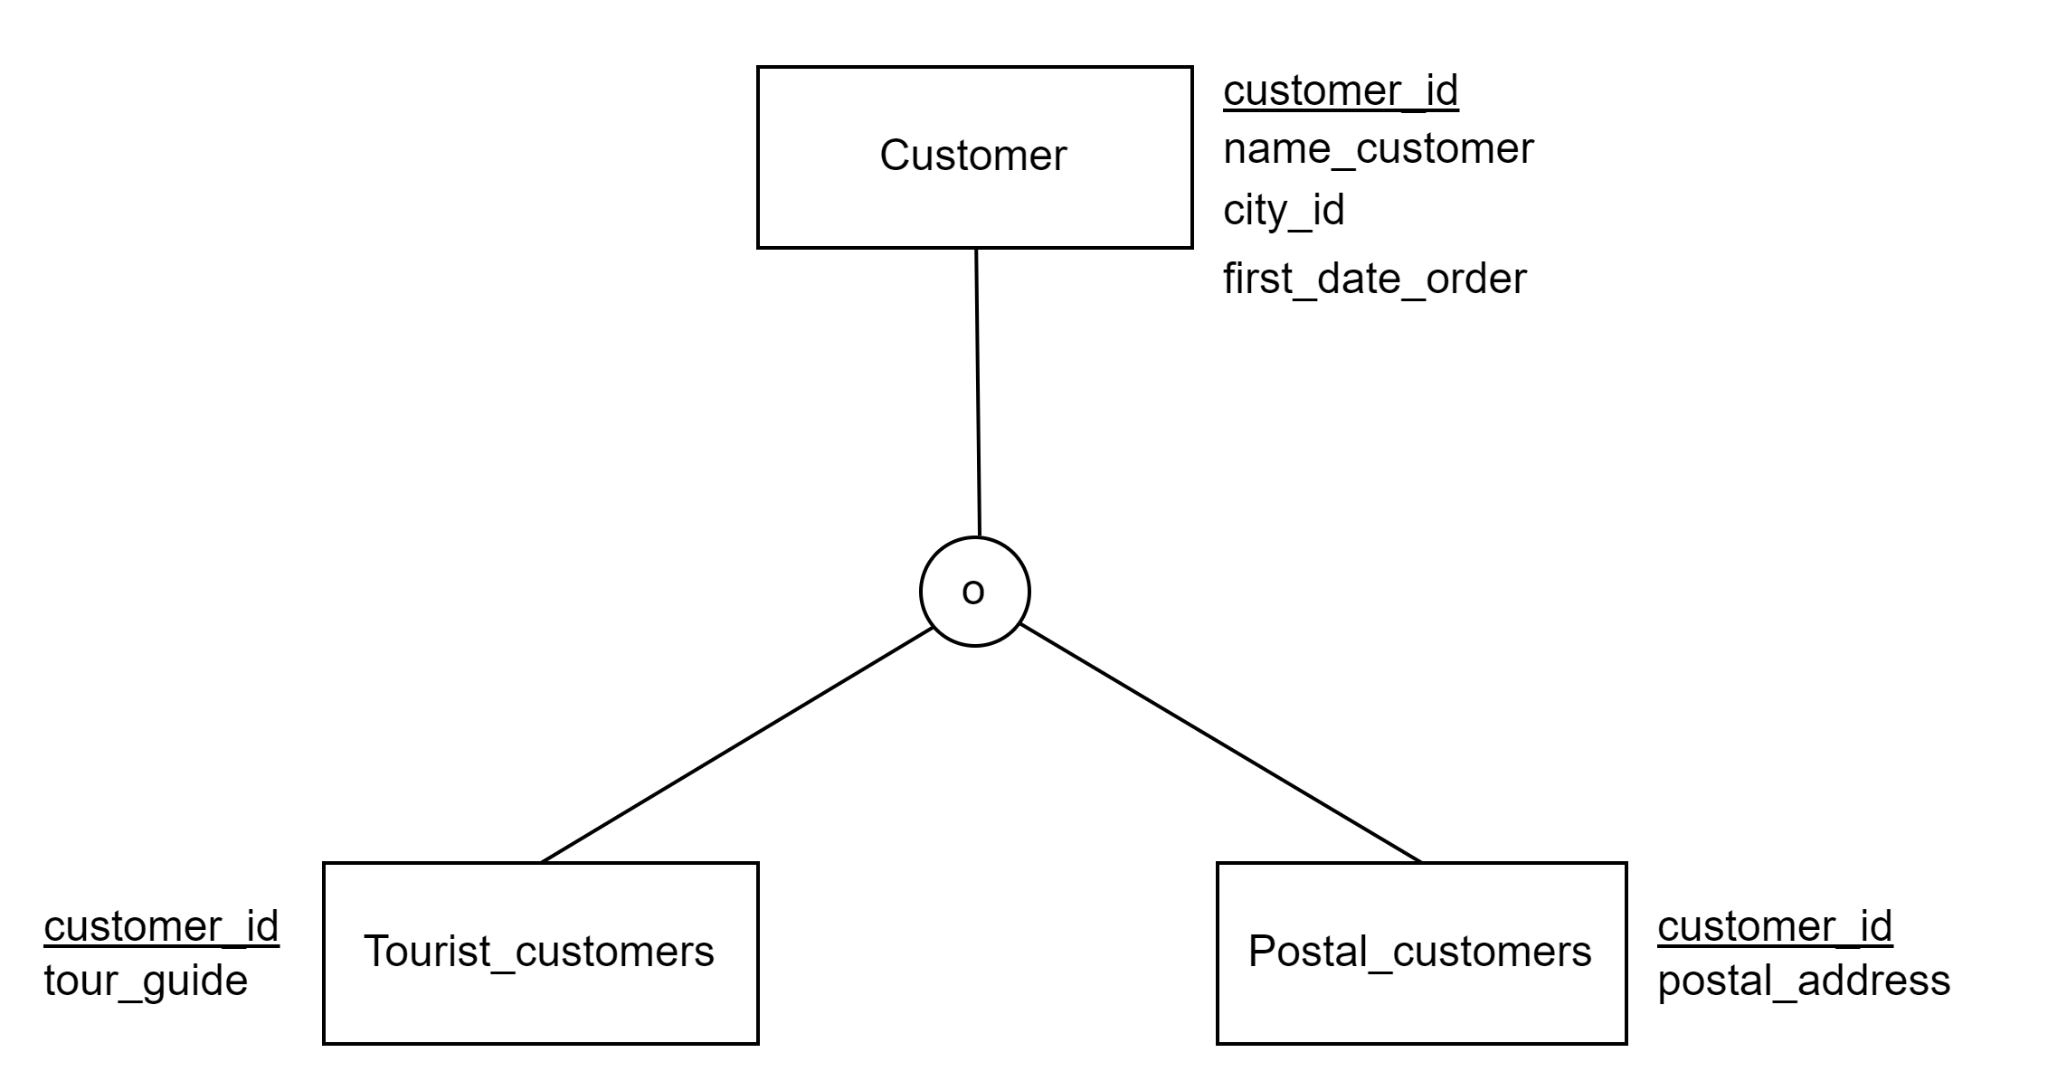 Customer
customer_id
name_customer
city_id
first_date_order
o
customer_id
tour_guide
Tourist_customers
Postal_customers
customer_id
postal_address